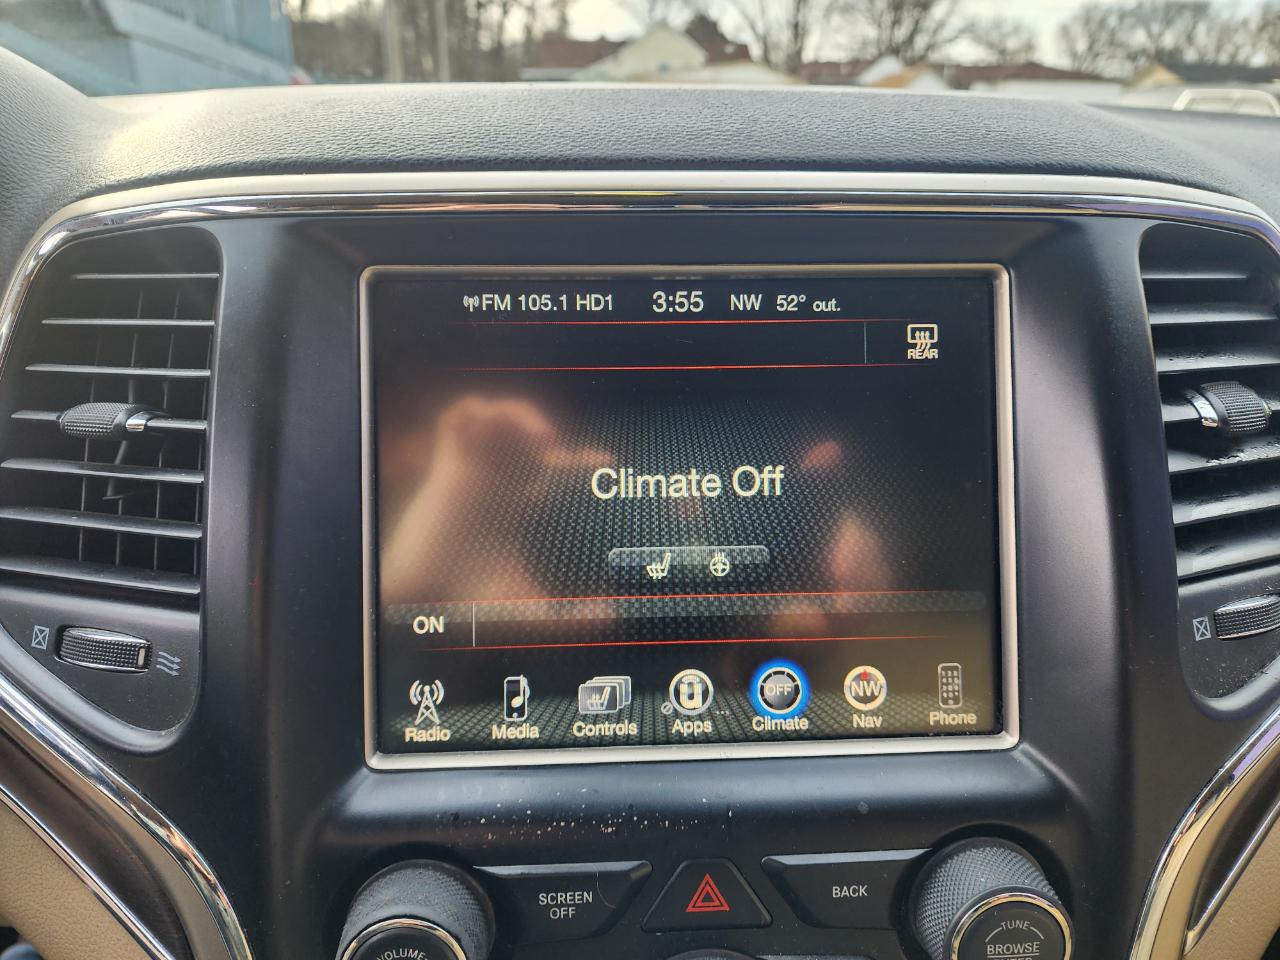 FM 105.1 HD1 3:55 NW 52° out.
REAR
Climate Off
ON
OFF
NW
Radio Media Controls Apps Climate Nav Phone
SCREEN
OFF
BACK
VOLUME
TUNE
BROWSE